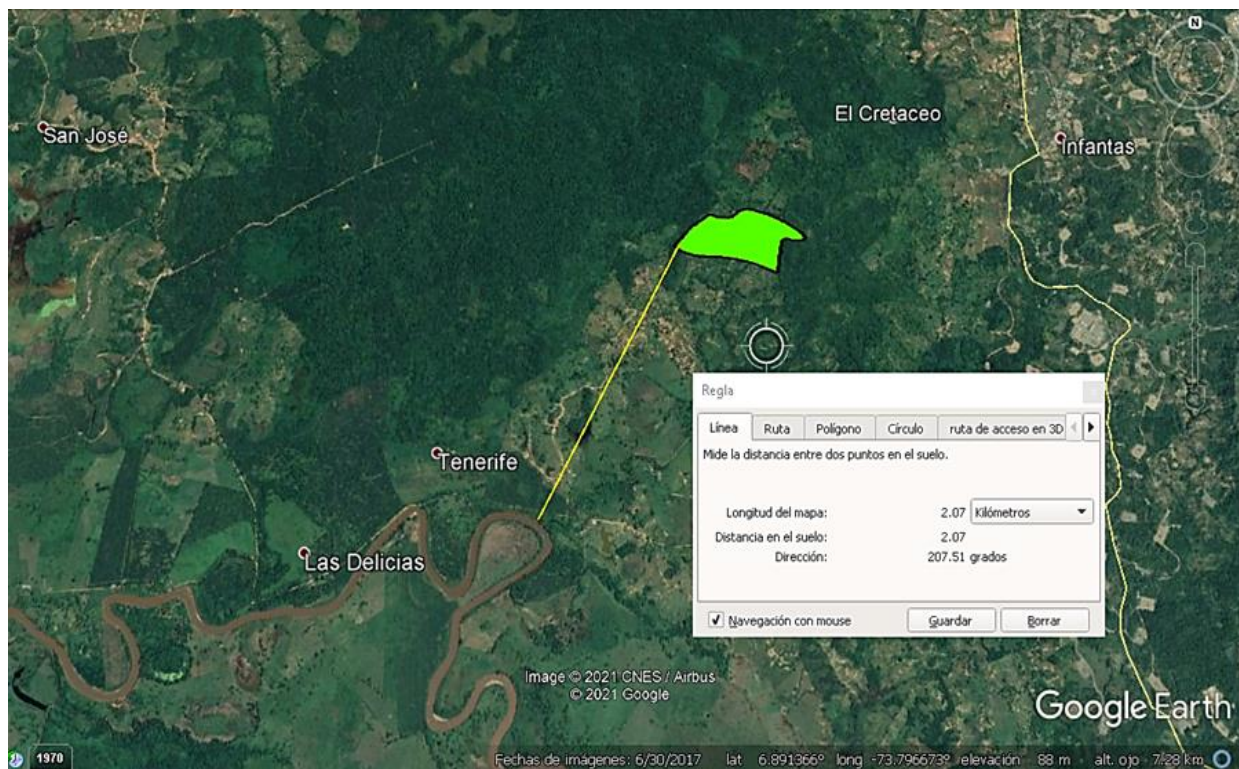 N
El Cretaceo
San José
Infantas
Regla
Línea Ruta Polígono Círculo ruta de acceso en 3D
Mide la distancia entre dos puntos en el suelo.
Longitud del mapa: 2.07 Kilómetros
Distancia en el suelo: 2.07
Dirección: 207.51 grados
Navegación con mouse Guardar Borrar
Tenerife
Las Delicias
Image © 2021 CNES / Airbus
© 2021 Google
Google Earth
1970 Fechas de imágenes: 6/30/2017 lat 6.891366° long -73.796673° elevación 88 m alt. ojo 7.28 km